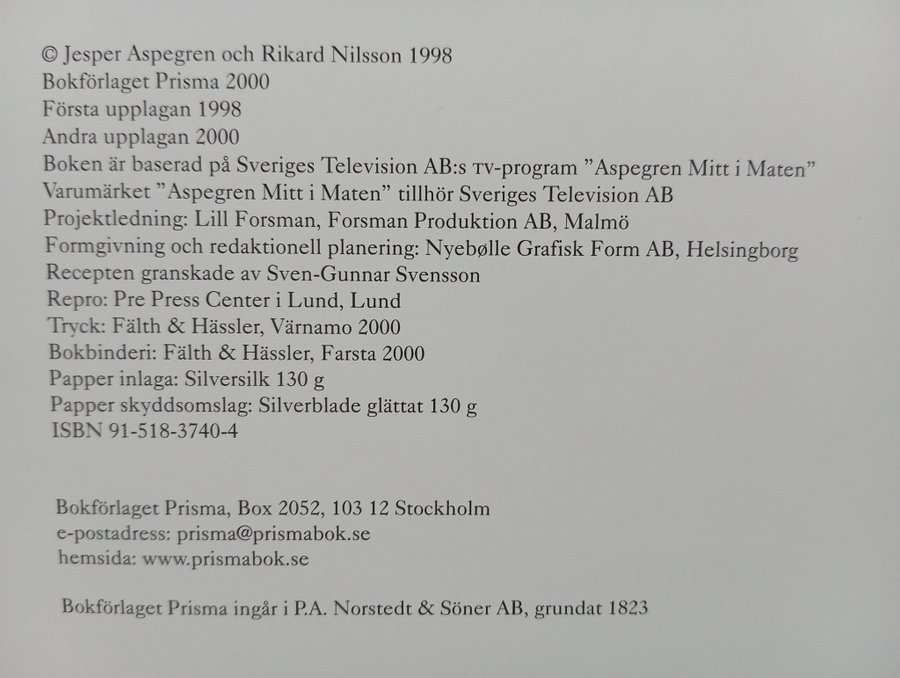 © Jesper Aspegren och Rikard Nilsson 1998
Bokförlaget Prisma 2000
Första upplagan 1998
Andra upplagan 2000
Boken är baserad på Sveriges Television AB:s TV-program ”Aspegren Mitt i Maten”
Varumärket ”Aspegren Mitt i Maten” tillhör Sveriges Television AB
Projektledning: Lill Forsman, Forsman Produktion AB, Malmö
Formgivning och redaktionell planering: Nyebølle Grafisk Form AB, Helsingborg
Recepten granskade av Sven-Gunnar Svensson
Repro: Pre Press Center i Lund, Lund
Tryck: Fälth & Hässler, Värnamo 2000
Bokbinderi: Fälth & Hässler, Farsta 2000
Papper inlaga: Silversilk 130 g
Papper skyddsomslag: Silverblade glättat 130 g
ISBN 91-518-3740-4
Bokförlaget Prisma, Box 2052, 103 12 Stockholm
e-postadress: prisma@prismabok.se
hemsida: www.prismabok.se
Bokförlaget Prisma ingår i P.A. Norstedt & Söner AB, grundat 1823